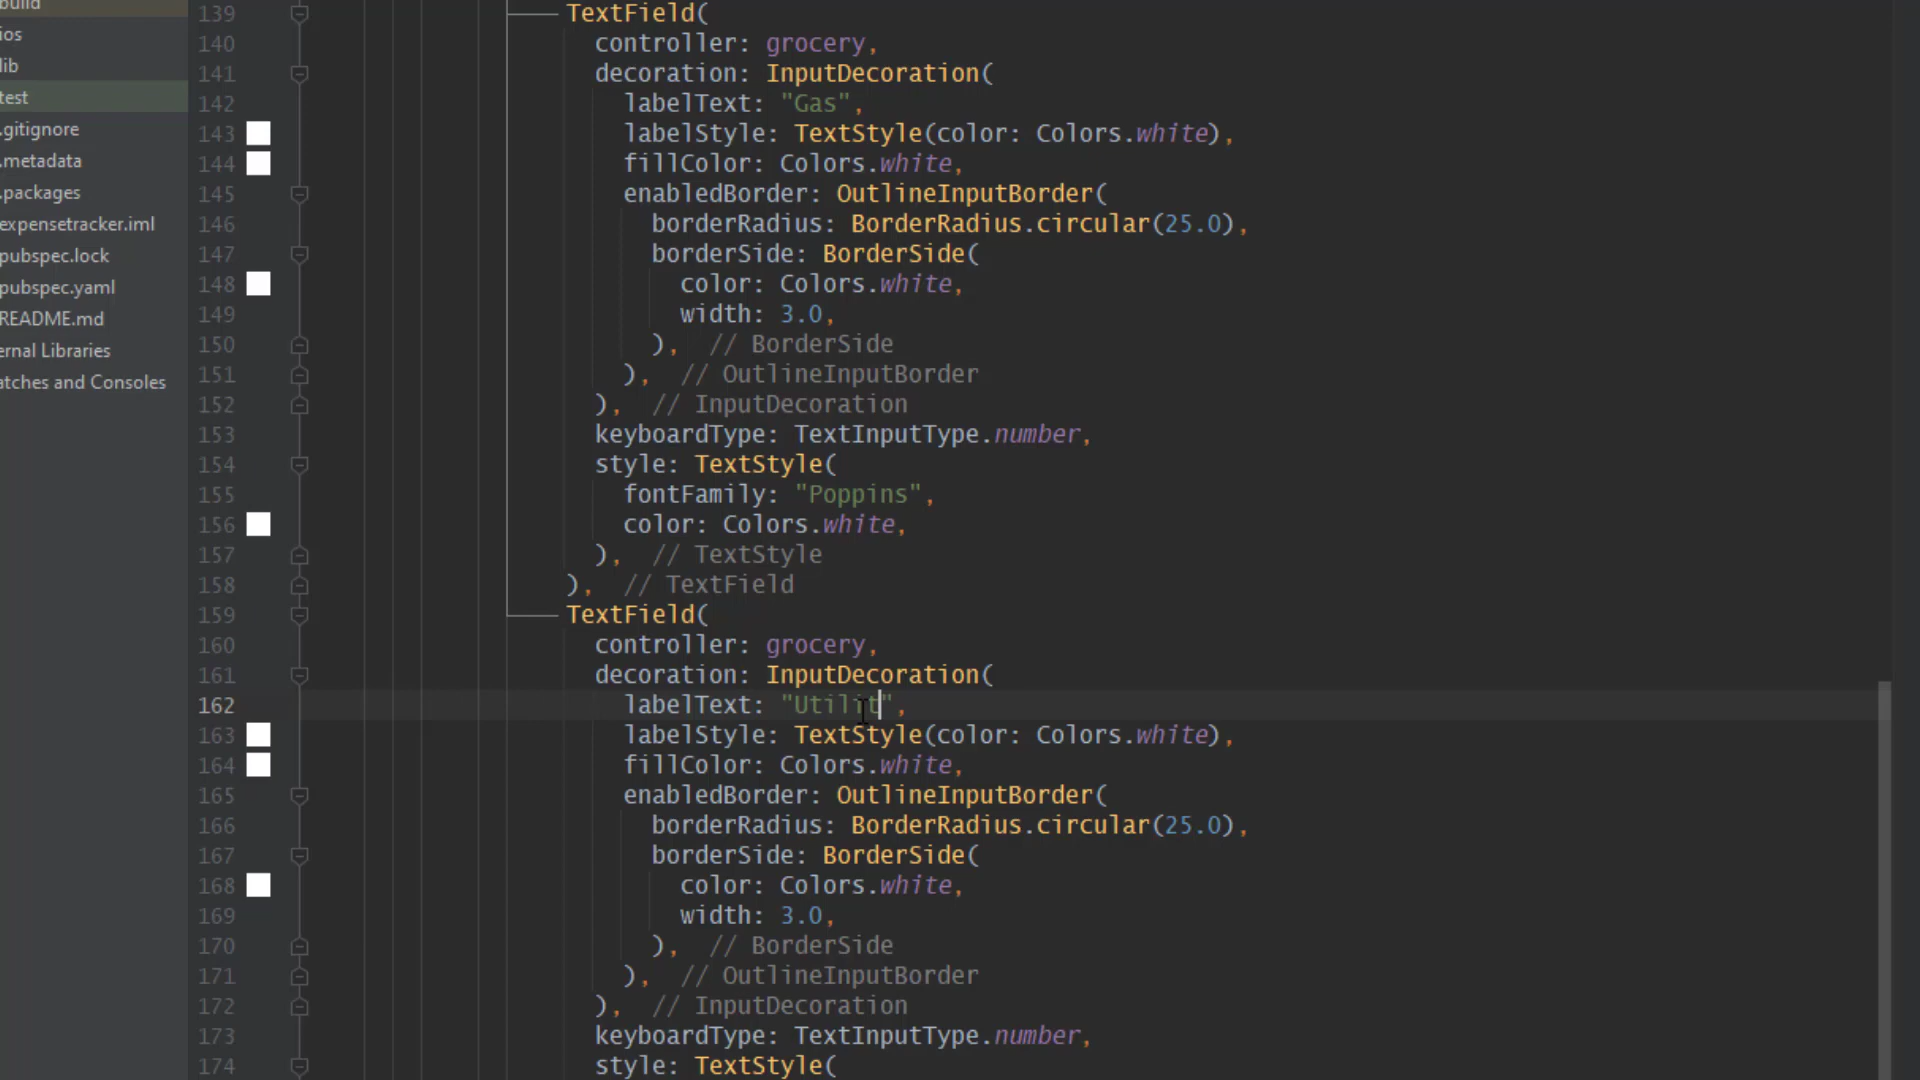 build
ios
lib
test
.gitignore
.metadata
.packages
expensetracker.iml
pubspec.lock
pubspec.yaml
README.md
ernal Libraries
atches and Consoles
139 TextField(
140 controller: grocery,
141 decoration: InputDecoration(
142 labelText: "Gas",
143 labelStyle: TextStyle(color: Colors.white),
144 fillColor: Colors.white,
145 enabledBorder: OutlineInputBorder(
146 borderRadius: BorderRadius.circular(25.0),
147 borderSide: BorderSide(
148 color: Colors.white,
149 width: 3.0,
150 ), // BorderSide
151 ), // OutlineInputBorder
152 ), // InputDecoration
153 keyboardType: TextInputType.number,
154 style: TextStyle(
155 fontFamily: "Poppins",
156 color: Colors.white,
157 ), // TextStyle
158 ), // TextField
159 TextField(
160 controller: grocery,
161 decoration: InputDecoration(
162 labelText: "Utilit",
163 labelStyle: TextStyle(color: Colors.white),
164 fillColor: Colors.white,
165 enabledBorder: OutlineInputBorder(
166 borderRadius: BorderRadius.circular(25.0),
167 borderSide: BorderSide(
168 color: Colors.white,
169 width: 3.0,
170 ), // BorderSide
171 ), // OutlineInputBorder
172 ), // InputDecoration
173 keyboardType: TextInputType.number,
174 style: TextStyle(